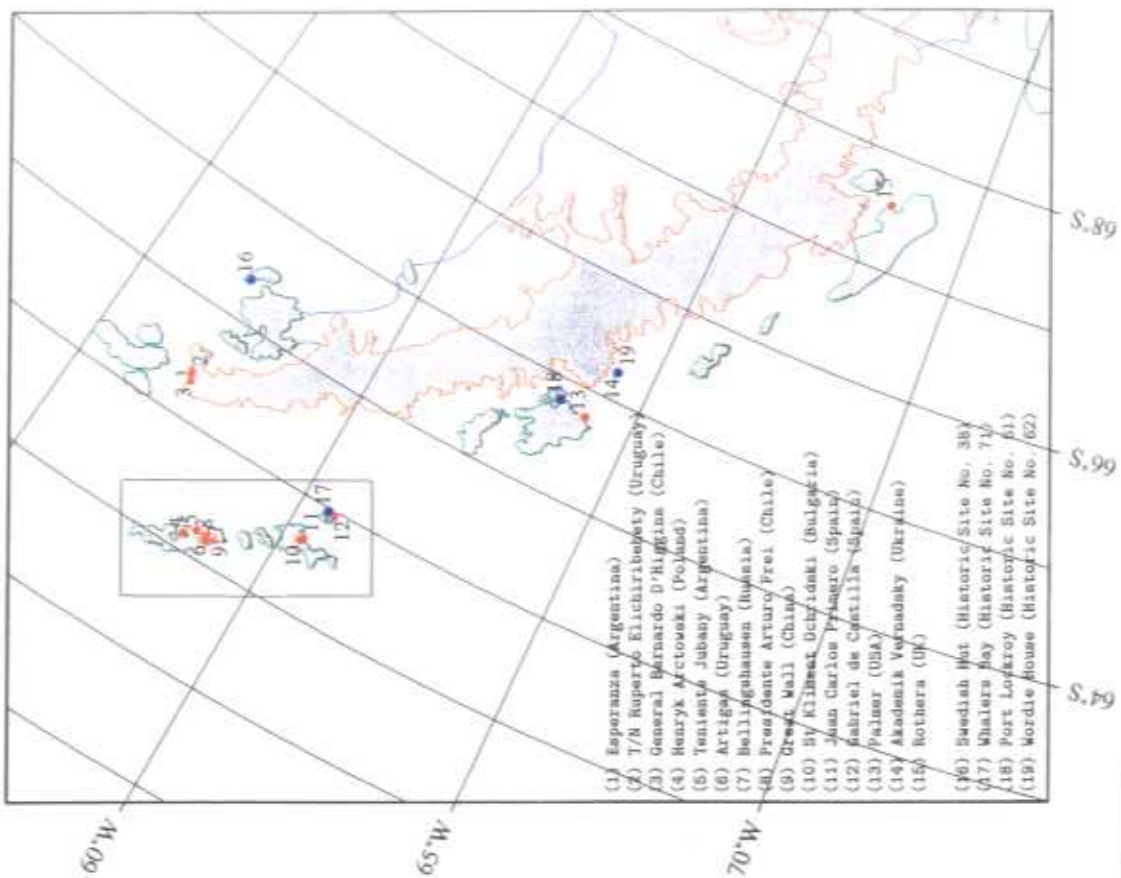 60°W
65°W
70°W
64°S
66°S
68°S
16
3
2
17
11
12
10
9
18
13
14
19
15
(1) Esperanza (Argentina)
(2) T/N Ruperto Elichiribehety (Uruguay)
(3) General Bernardo D'Higgins (Chile)
(4) Henryk Arctowski (Poland)
(5) Teniente Jubany (Argentina)
(6) Artigas (Uruguay)
(7) Bellingshausen (Russia)
(8) Presidente Arturo Frei (Chile)
(9) Great Wall (China)
(10) St Kliment Ochridski (Bulgaria)
(11) Juan Carlos Primero (Spain)
(12) Gabriel de Castilla (Spain)
(13) Palmer (USA)
(14) Akademik Vernadsky (Ukraine)
(15) Rothera (UK)
(16) Swedish Hut (Historic Site No. 38)
(17) Whalers Bay (Historic Site No. 71)
(18) Port Lockroy (Historic Site No. 61)
(19) Wordie House (Historic Site No. 62)